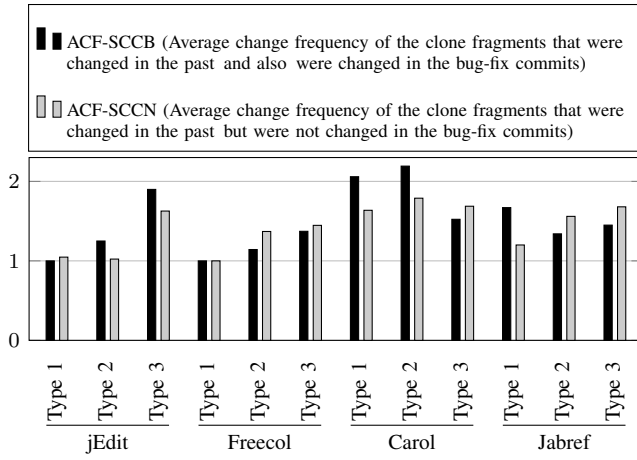 ACF-SCCB (Average change frequency of the clone fragments that were
changed in the past and also were changed in the bug-fix commits)
ACF-SCCN (Average change frequency of the clone fragments that were
changed in the past but were not changed in the bug-fix commits)
2
1
0
Type 1
Type 2
Type 3
Type 1
Type 2
Type 3
Type 1
Type 2
Type 3
Type 1
Type 2
Type 3
jEdit
Freecol
Carol
Jabref